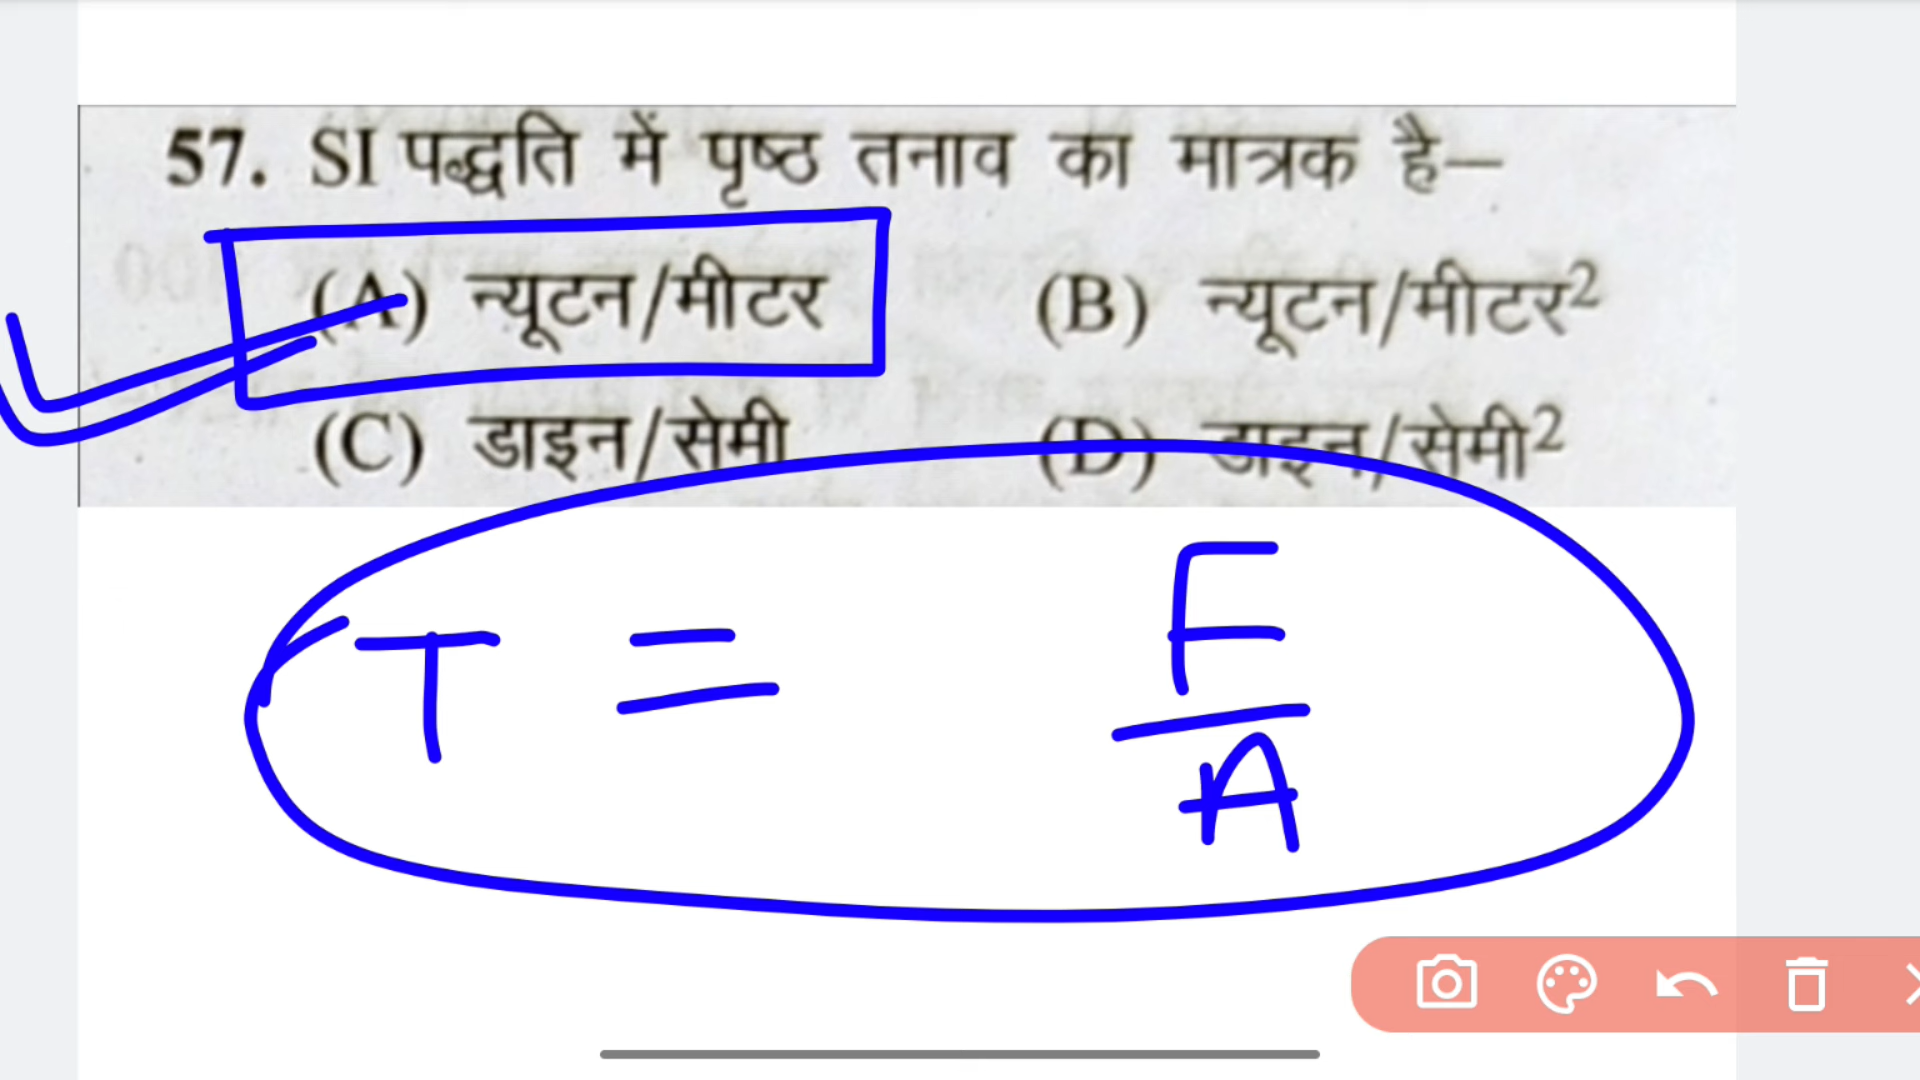 57. SI पद्धति में पृष्ठ तनाव का मात्रक है—
(A) न्यूटन/मीटर (B) न्यूटन/मीटर²
(C) डाइन/सेमी (D) डाइन/सेमी²
T = F/A